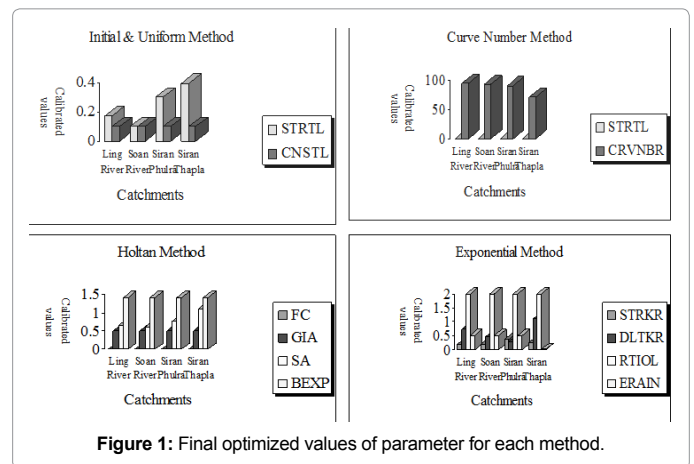 Initial & Uniform Method
Calibrated values
0.4
0.2
0
Ling River
Soan River
Siran Phulra
Siran Thapla
Catchments
STRTL
CNSTL
Curve Number Method
Calibrated values
100
50
0
Ling River
Soan River
Siran Phulra
Siran Thapla
Catchments
STRTL
CRVNBR
Holtan Method
Calibrated values
1.5
1
0.5
0
Ling River
Soan River
Siran Phulra
Siran Thapla
Catchments
FC
GIA
SA
BEXP
Exponential Method
Calibrated values
2
1.5
1
0.5
0
Ling River
Soan River
Siran Phulra
Siran Thapla
Catchments
STRKR
DLTKR
RTIOL
ERAIN
Figure 1: Final optimized values of parameter for each method.